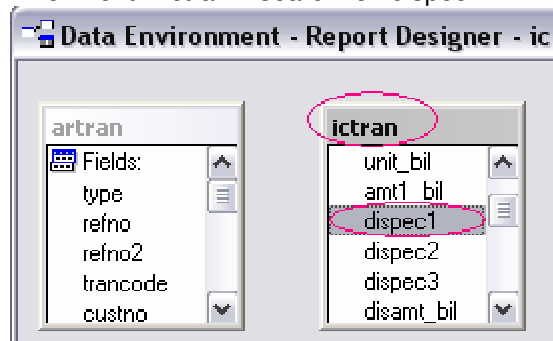 Data Environment - Report Designer - ic
artran
Fields:
type
refno
refno2
trancode
custno
ictran
unit_bil
amt1_bil
dispec1
dispec2
dispec3
disamt_bil